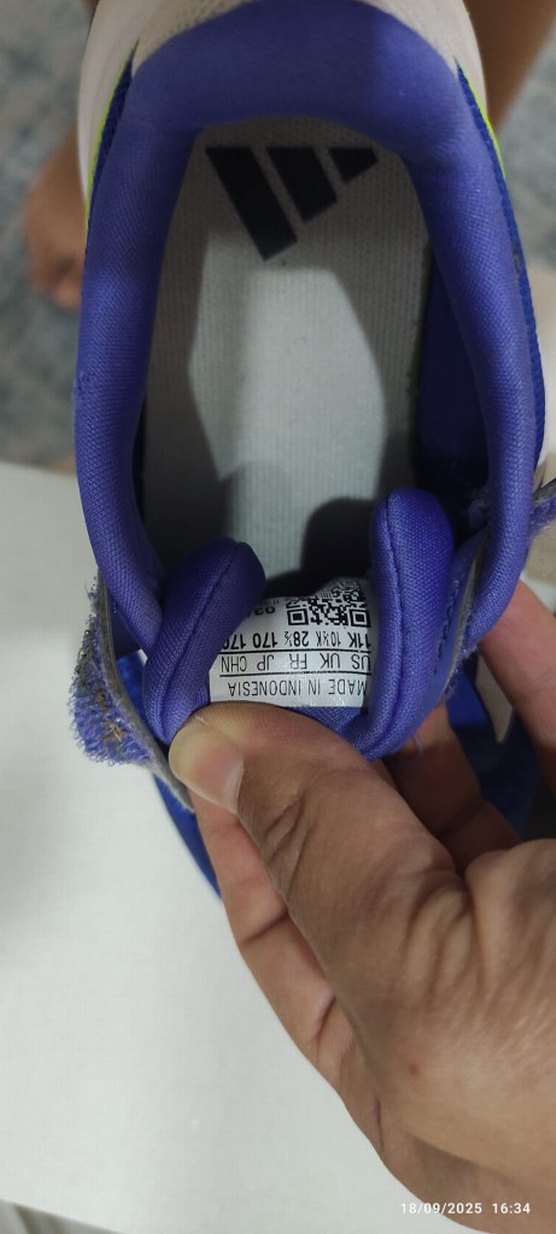 MADE IN INDONESIA
US UK FR JP CHN
11K 10½K 28½ 170 170
18/09/2025 16:34